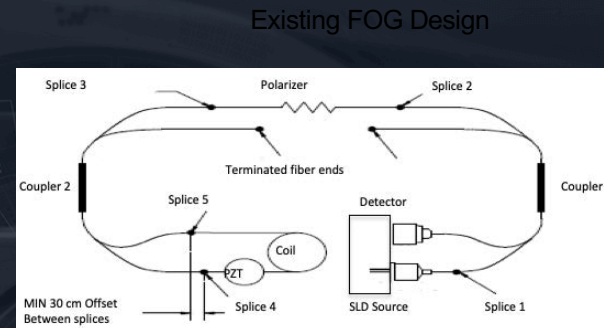 Existing FOG Design
Splice 3
Polarizer
Splice 2
Terminated fiber ends
Coupler 2
Coupler
Splice 5
Detector
Coil
PZT
MIN 30 cm Offset
Between splices
Splice 4
SLD Source
Splice 1